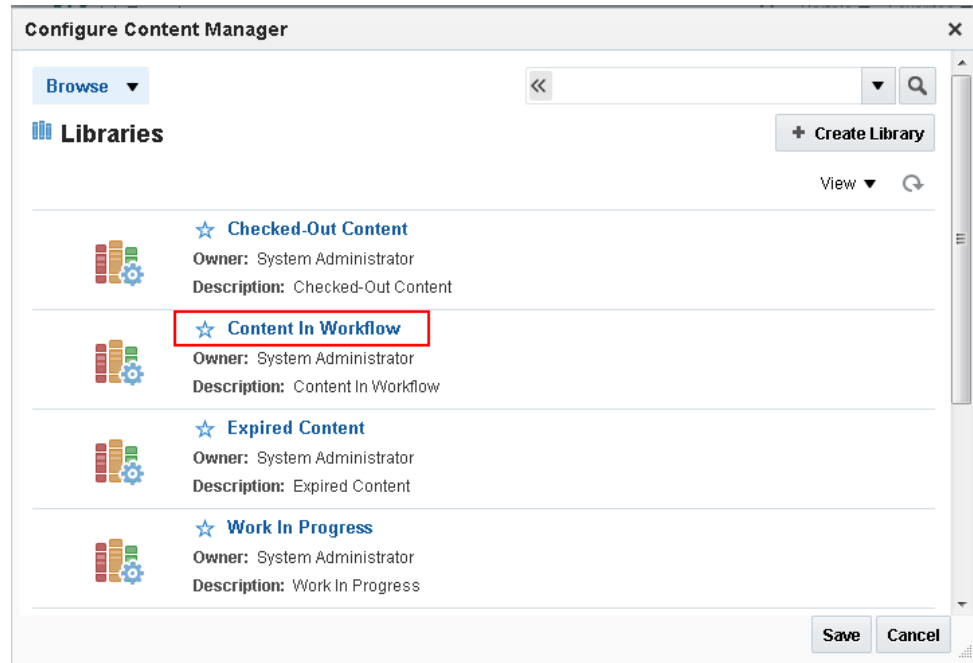 Configure Content Manager
Browse
Libraries
+ Create Library
View
Checked-Out Content
Owner: System Administrator
Description: Checked-Out Content
Content In Workflow
Owner: System Administrator
Description: Content In Workflow
Expired Content
Owner: System Administrator
Description: Expired Content
Work In Progress
Owner: System Administrator
Description: Work In Progress
Save Cancel